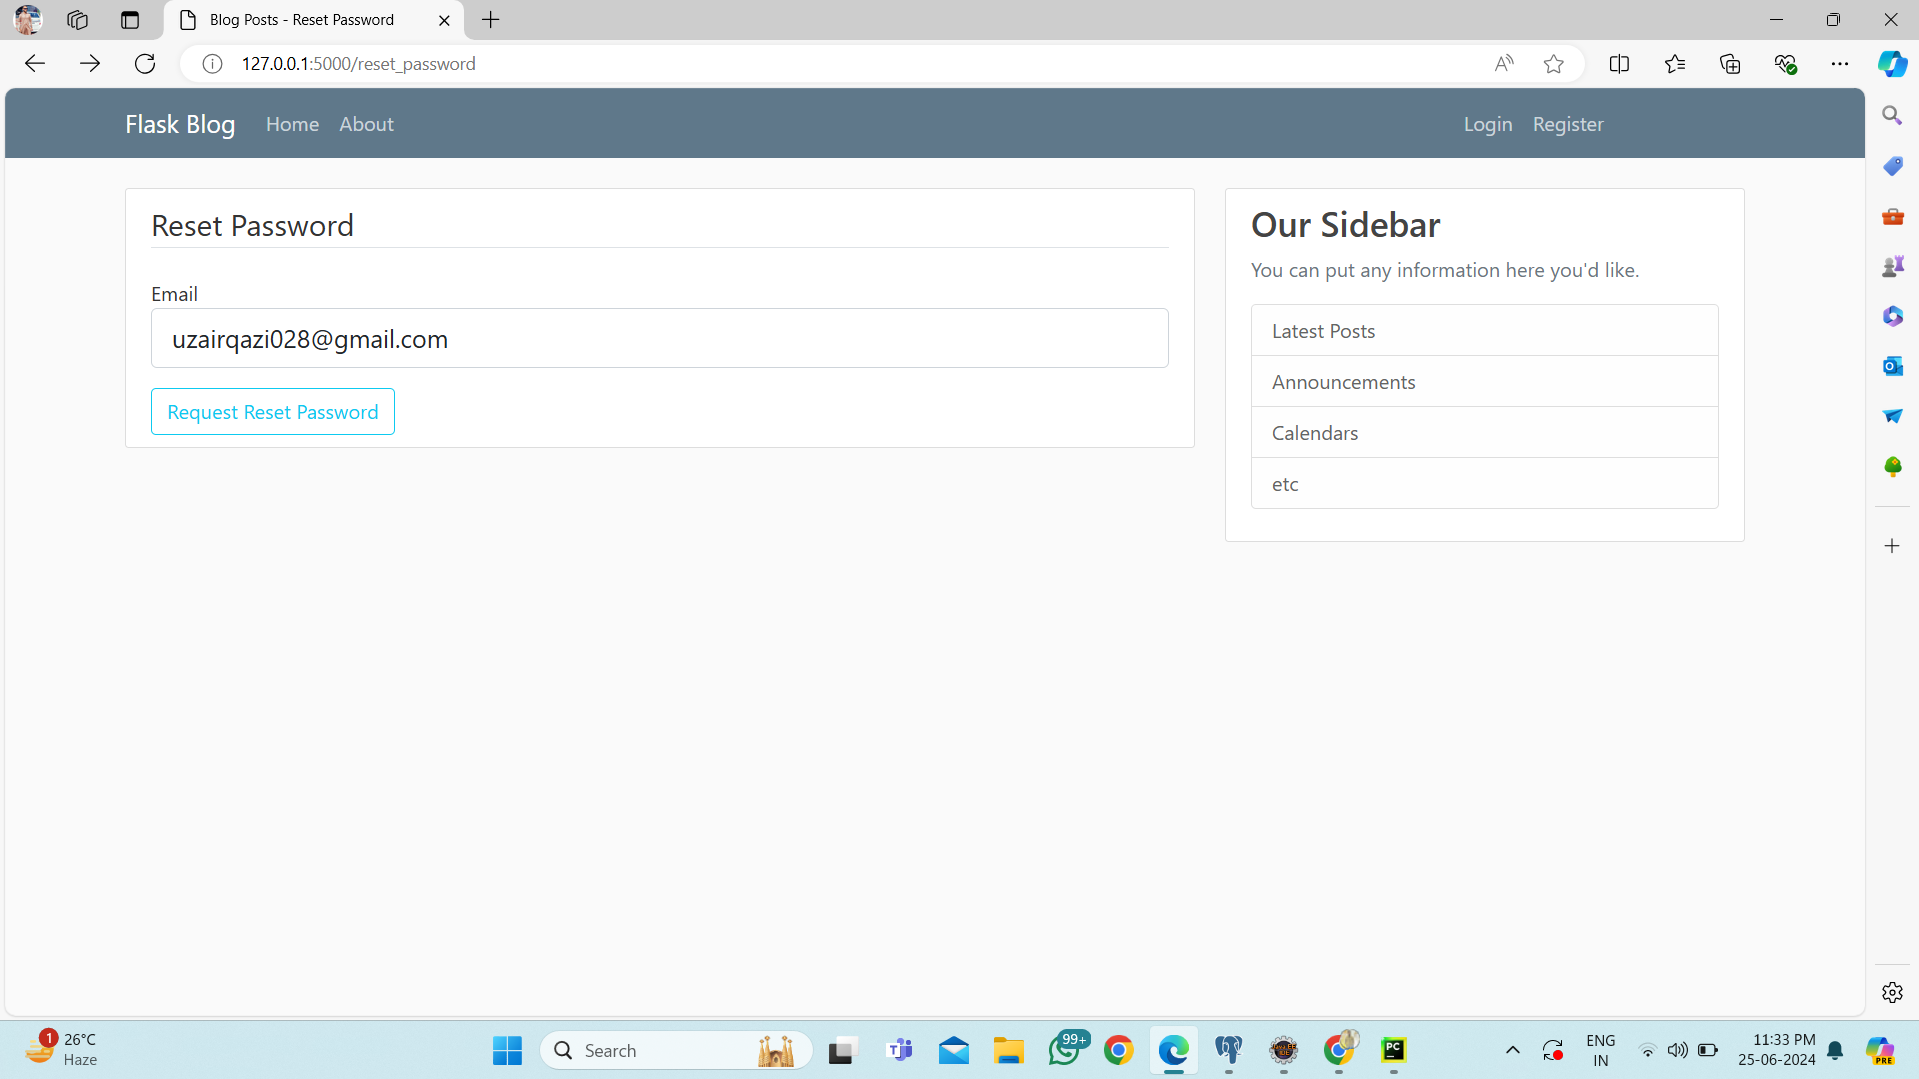 Blog Posts - Reset Password
127.0.0.1:5000/reset_password
Flask Blog Home About Login Register
Reset Password
Email
uzairqazi028@gmail.com
Request Reset Password
Our Sidebar
You can put any information here you'd like.
Latest Posts
Announcements
Calendars
etc
1
26°C
Haze
Search
99+
PC
ENG
IN
11:33 PM
25-06-2024
PRE